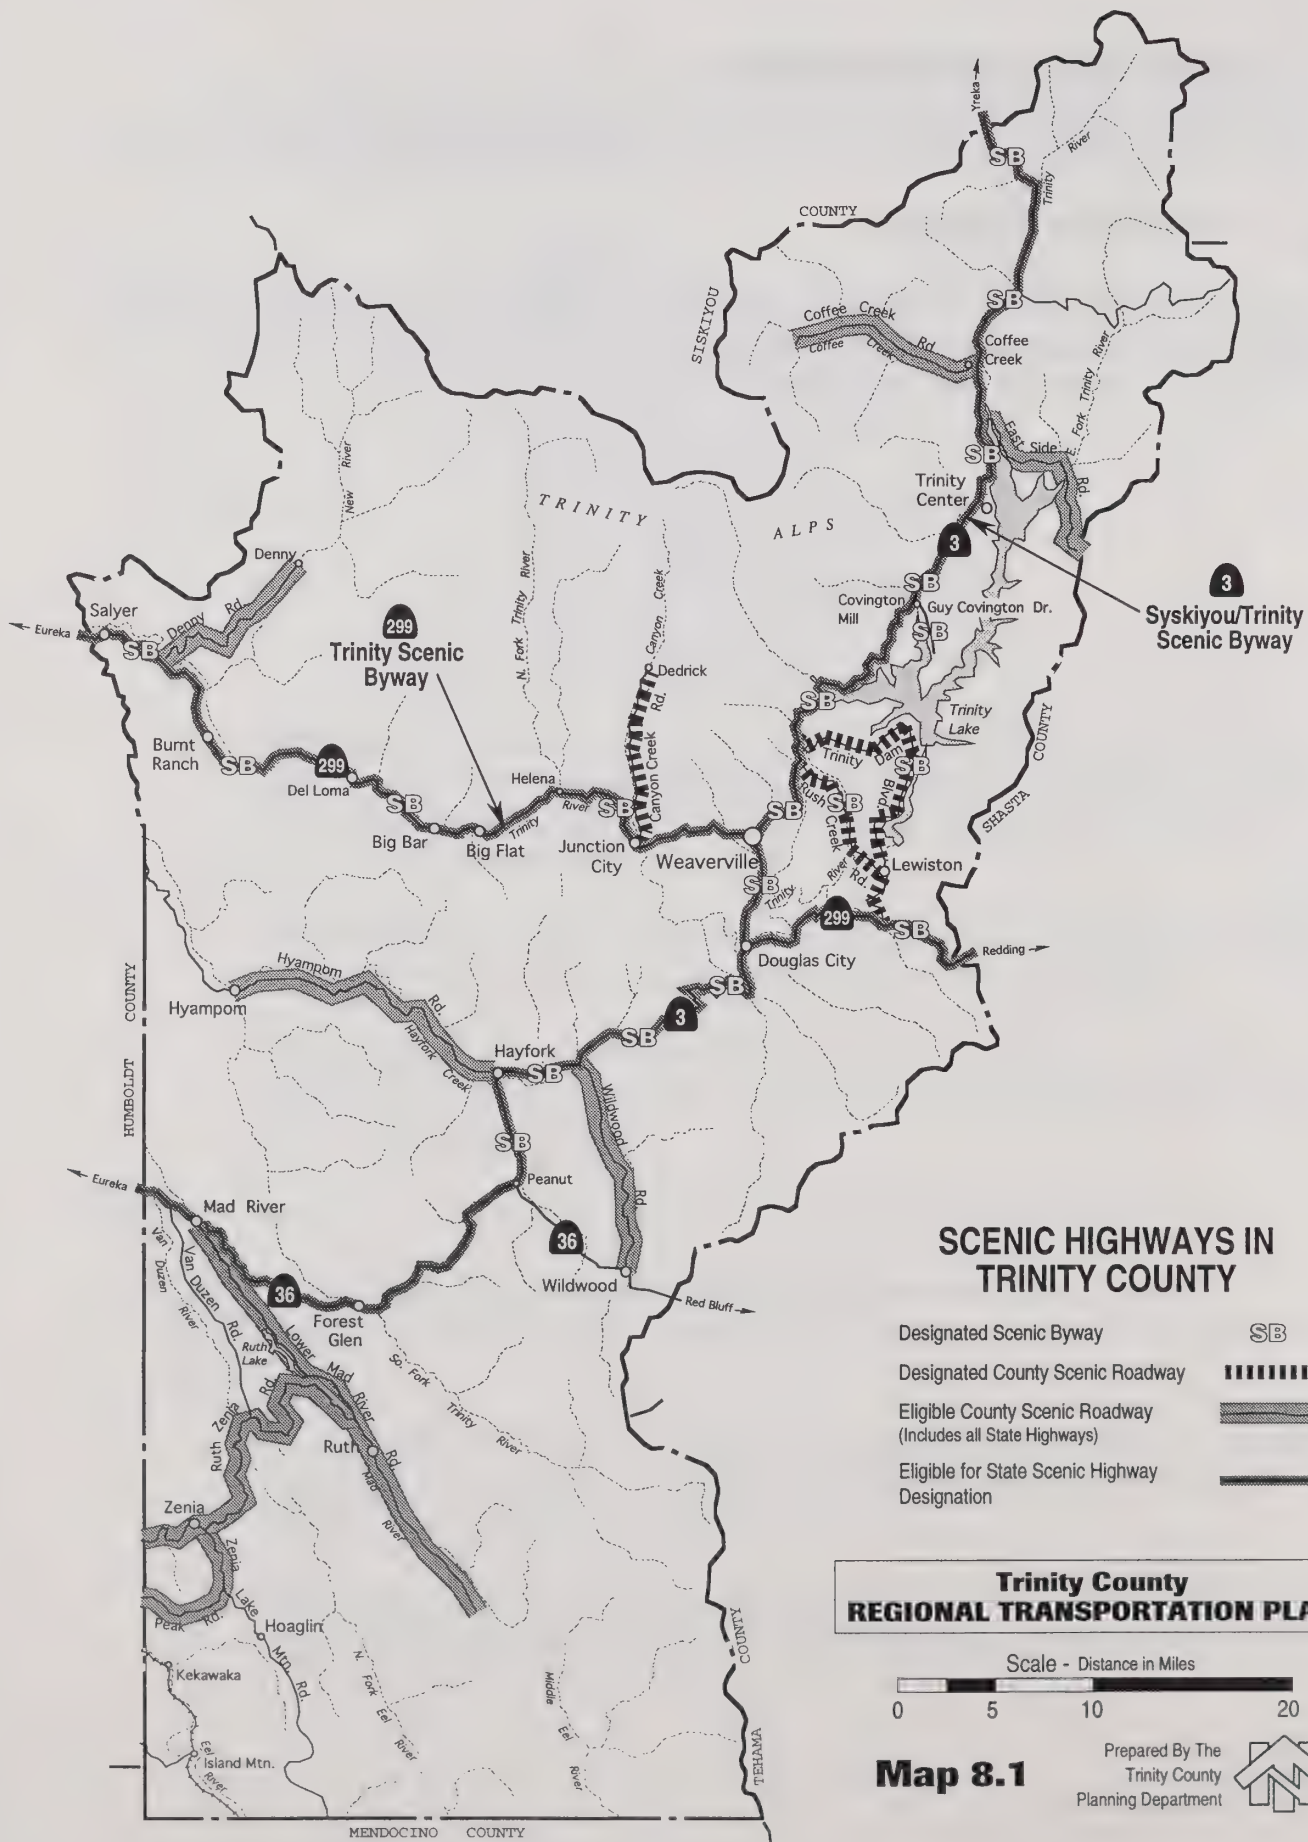 Yreka
SB
River
Trinity
COUNTY
SISKIYOU
SB
Coffee Creek Rd
Coffee Creek
Coffee
Creek
E. Fork Trinity River
East Side Rd.
SB
Trinity
Center
New River
N. Fork Trinity River
TRINITY
ALPS
Canyon Creek
3
SB
Covington
Mill
Guy Covington Dr.
SB
3
Syskiyou/Trinity
Scenic Byway
Denny
Denny Rd.
Salyer
Eureka
SB
299
Trinity Scenic
Byway
Dedrick
Canyon Creek Rd.
SB
Trinity
Lake
COUNTY
SHASTA
Burnt
Ranch
SB
299
Del Loma
SB
Big Bar
Big Flat
Helena
Trinity River
SB
Junction
City
Weaverville
SB
Trinity Dam Blvd.
SB
Rush Creek Rd.
SB
Lewiston
SB
Trinity River
299
SB
Redding
Douglas City
SB
3
SB
Hyampom
Hyampom Rd.
Hayfork Creek
Hayfork
SB
Wildwood Rd
HUMBOLDT COUNTY
SB
Peanut
Eureka
Mad River
36
Wildwood
Red Bluff
Van Duzen River
Van Duzen Rd.
36
Forest
Glen
Ruth
Lake
Lower Mad River Rd.
So. Fork Trinity River
Ruth Zenia Rd.
Ruth
Mad River
Zenia
Zenia Lake Mtn. Rd.
Peak Rd.
Hoaglin
Kekawaka
Island Mtn.
Eel River
N. Fork Eel River
Middle Eel River
COUNTY
TEHAMA
MENDOCINO COUNTY
SCENIC HIGHWAYS IN
TRINITY COUNTY
Designated Scenic Byway SB
Designated County Scenic Roadway
Eligible County Scenic Roadway
(Includes all State Highways)
Eligible for State Scenic Highway
Designation
Trinity County
REGIONAL TRANSPORTATION PLA
Scale - Distance in Miles
0 5 10 20
Map 8.1
Prepared By The
Trinity County
Planning Department